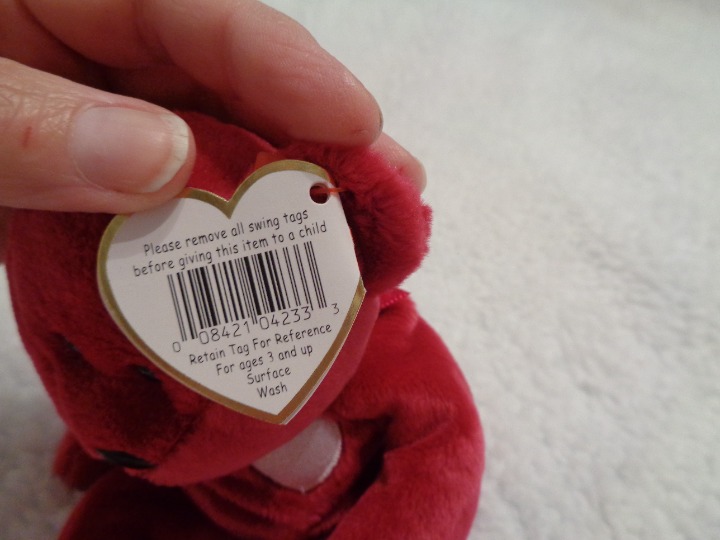 Please remove all swing tags
before giving this item to a child
0 08421 04233 3
Retain Tag For Reference
For ages 3 and up
Surface
Wash